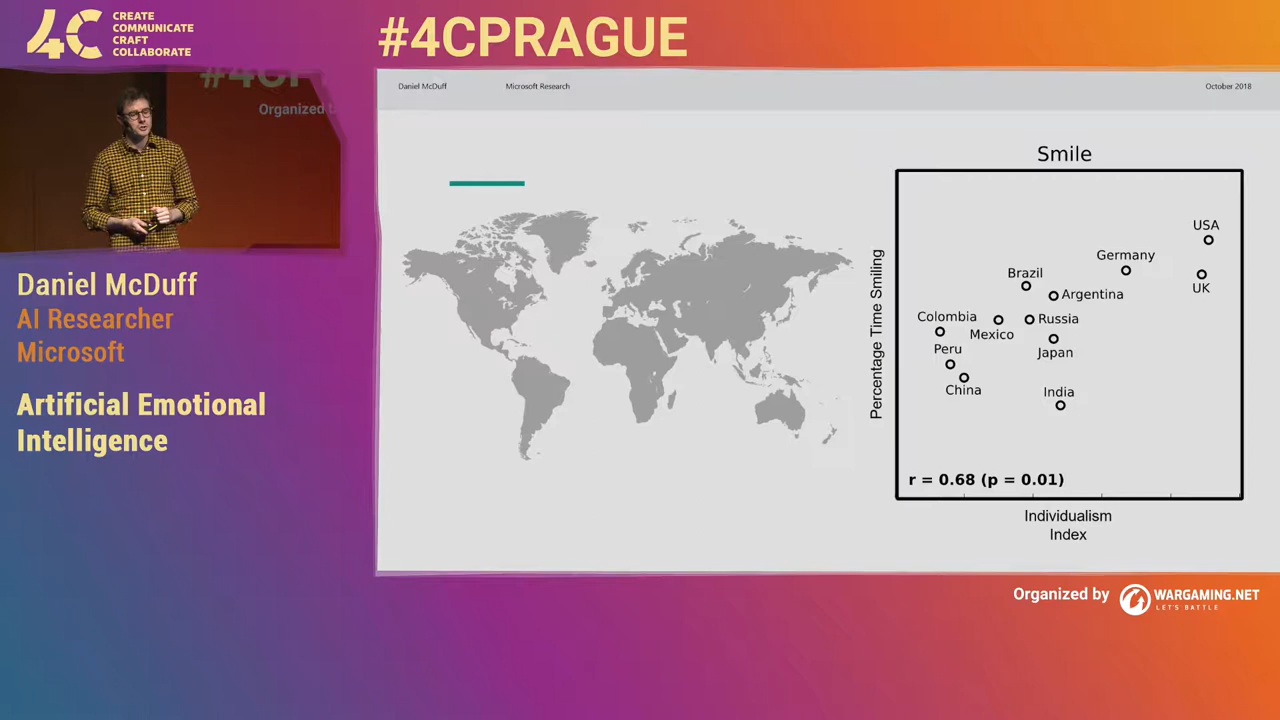 4C
CREATE
COMMUNICATE
CRAFT
COLLABORATE
#4CPRAGUE
#4CP
Organized b
Daniel McDuff
AI Researcher
Microsoft
Artificial Emotional
Intelligence
Daniel McDuff
Microsoft Research
October 2018
Smile
Percentage Time Smiling
USA
Germany
UK
Brazil
Argentina
Colombia
Mexico
Russia
Peru
Japan
China
India
r = 0.68 (p = 0.01)
Individualism
Index
Organized by
WARGAMING.NET
LET'S BATTLE